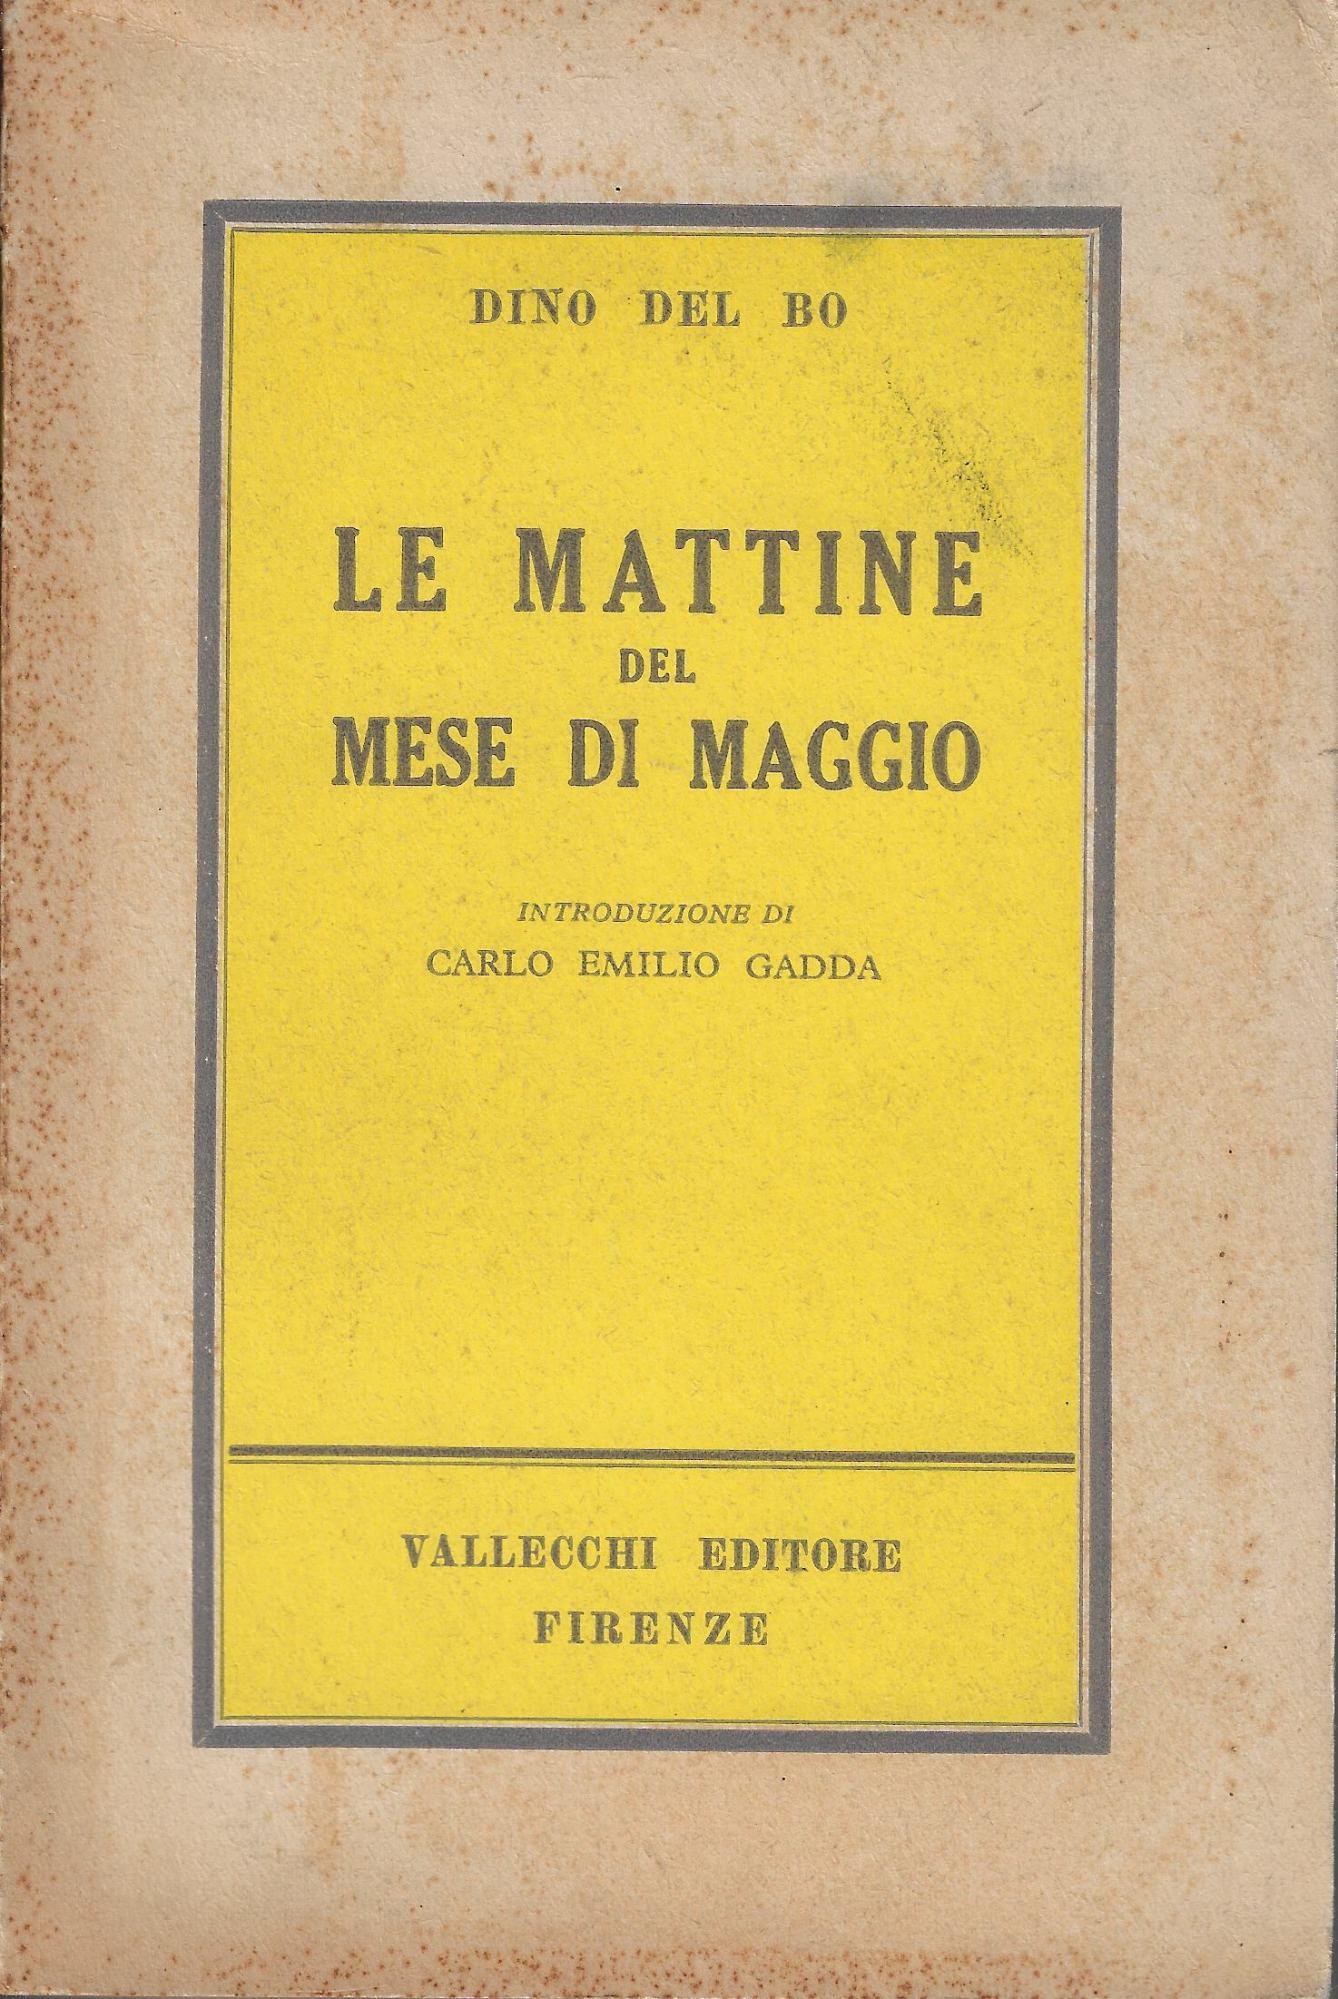 DINO DEL BO
LE MATTINE
DEL
MESE DI MAGGIO
INTRODUZIONE DI
CARLO EMILIO GADDA
VALLECCHI EDITORE
FIRENZE